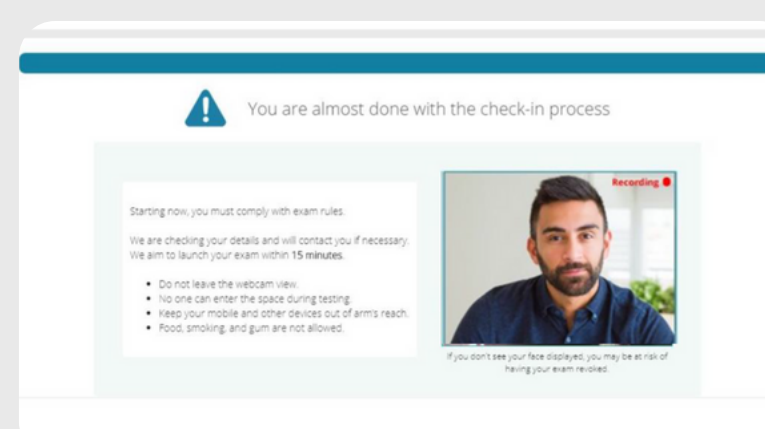 You are almost done with the check-in process
Recording
Starting now, you must comply with exam rules.
We are checking your details and will contact you if necessary.
We aim to launch your exam within 15 minutes.
Do not leave the webcam view.
No one can enter the space during testing.
Keep your mobile and other devices out of arm's reach.
Food, smoking, and gum are not allowed.
If you don't see your face displayed, you may be at risk of
having your exam revoked.